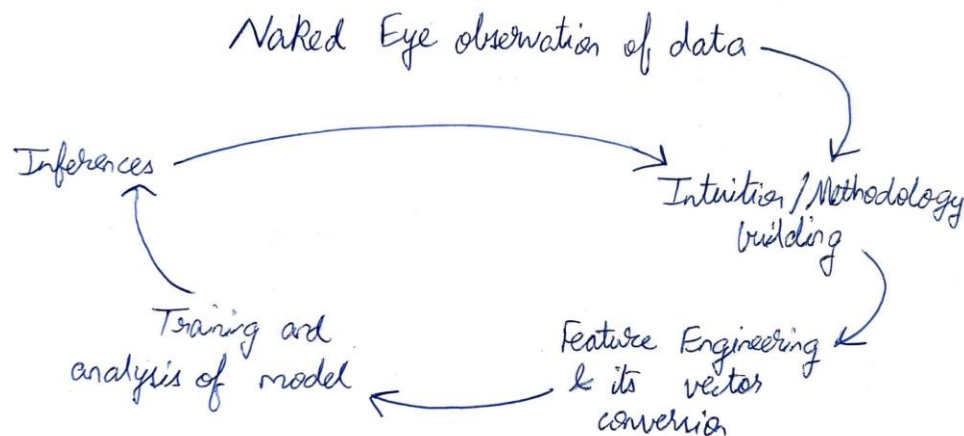 Naked Eye observation of data
Inferences
Intuition/Methodology
building
Feature Engineering
& its vector
conversion
Training and
analysis of model